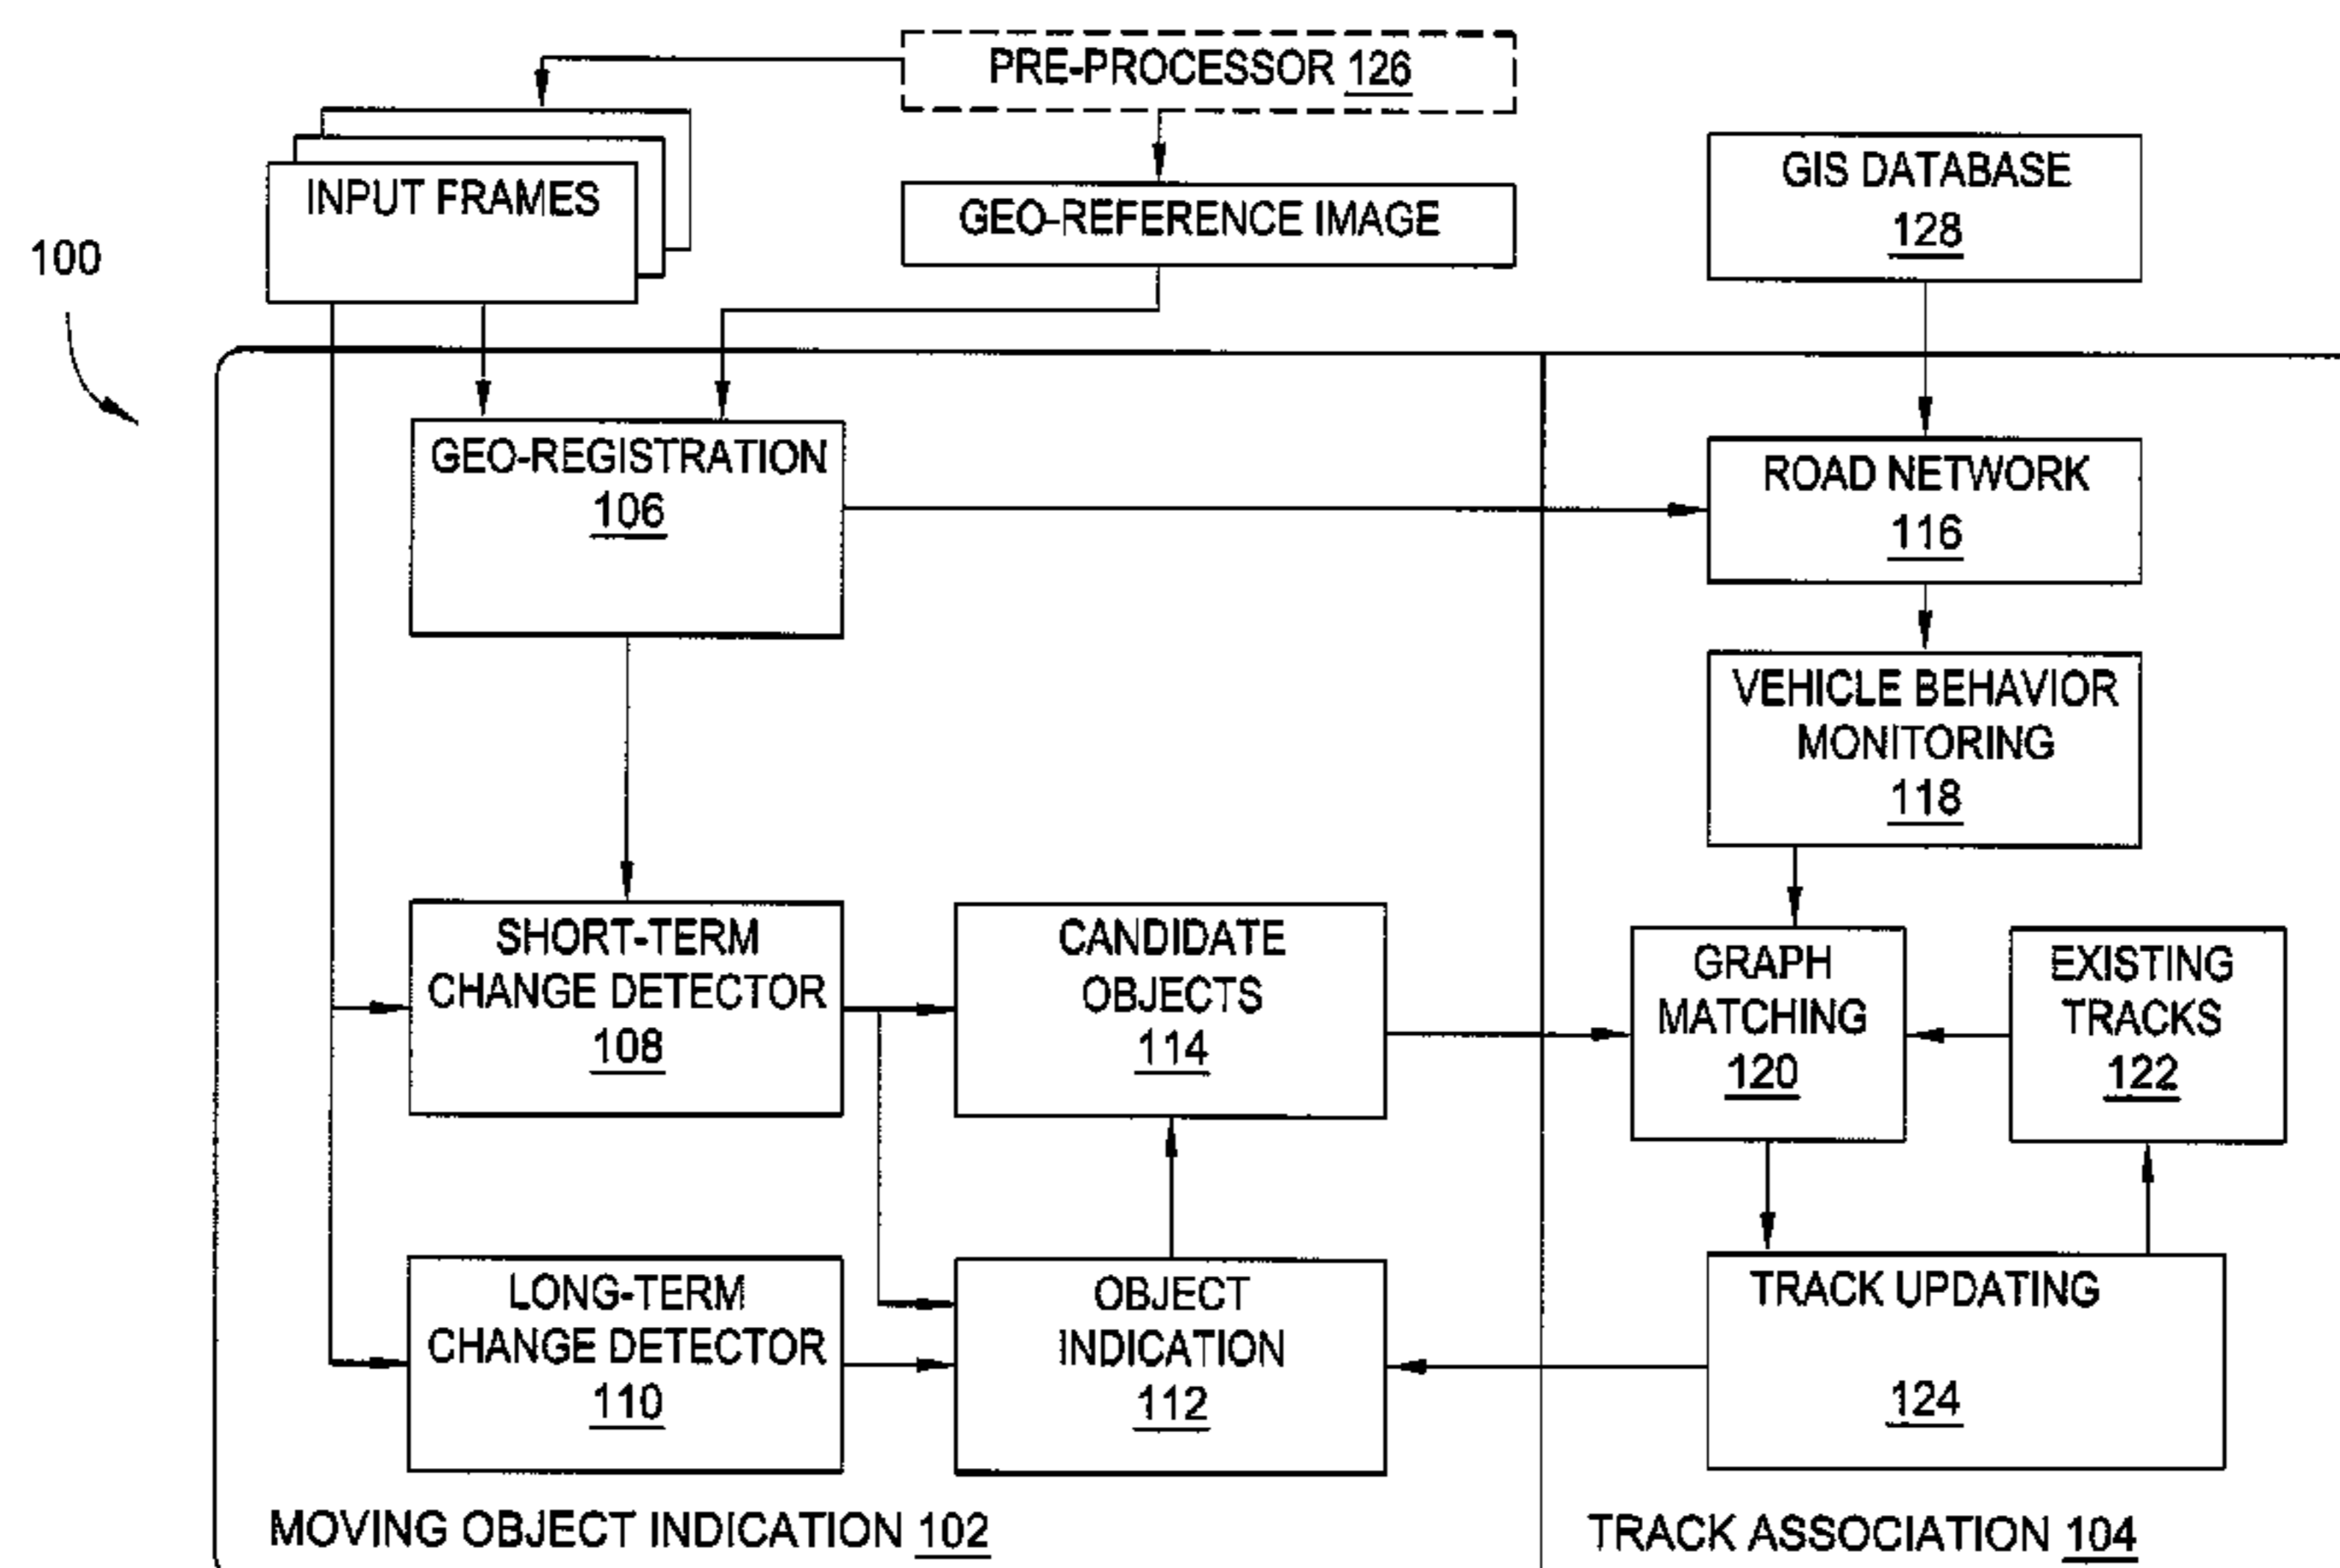 PRE-PROCESSOR 126
INPUT FRAMES
GEO-REFERENCE IMAGE
GIS DATABASE
128
100
GEO-REGISTRATION
106
ROAD NETWORK
116
VEHICLE BEHAVIOR
MONITORING
118
SHORT-TERM
CHANGE DETECTOR
108
CANDIDATE
OBJECTS
114
GRAPH
MATCHING
120
EXISTING
TRACKS
122
LONG-TERM
CHANGE DETECTOR
110
OBJECT
INDICATION
112
TRACK UPDATING
124
MOVING OBJECT INDICATION 102
TRACK ASSOCIATION 104